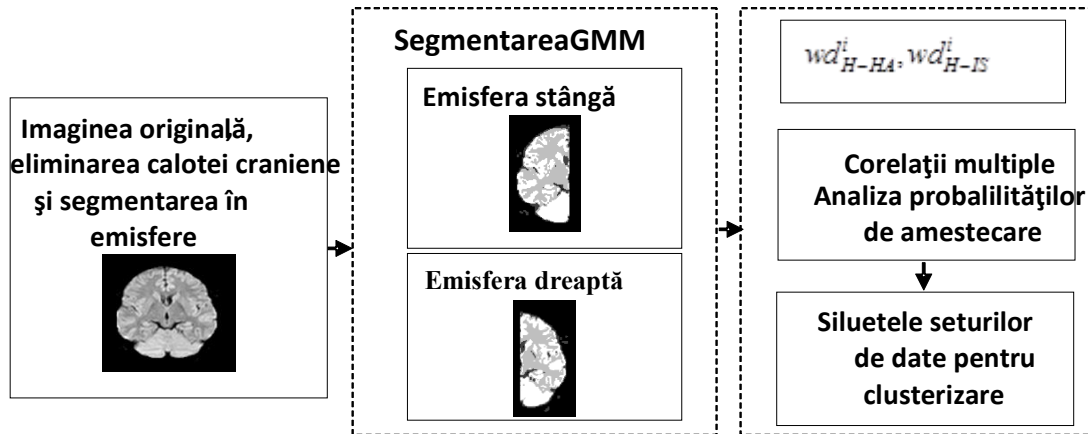 Imaginea originală,
eliminarea calotei craniene
şi segmentarea în
emisfere
SegmentareaGMM
Emisfera stângă
Emisfera dreaptă
wd^i_{H-HA}, wd^i_{H-IS}
Corelaţii multiple
Analiza probalilităţilor
de amestecare
Siluetele seturilor
de date pentru
clusterizare